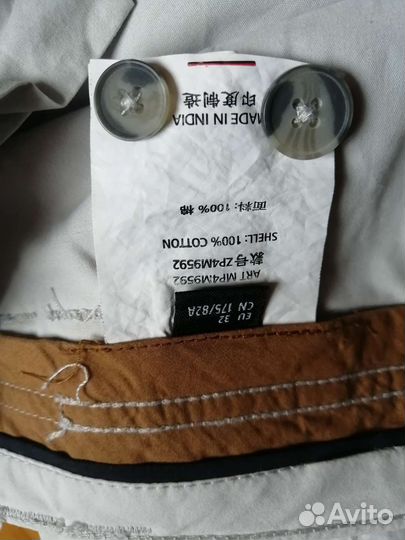 EU 32
CN 175/82A
ART MP4M9592
款号 ZP4M9592
SHELL: 100% COTTON
面料: 100% 棉
MADE IN INDIA
印度制造
Avito